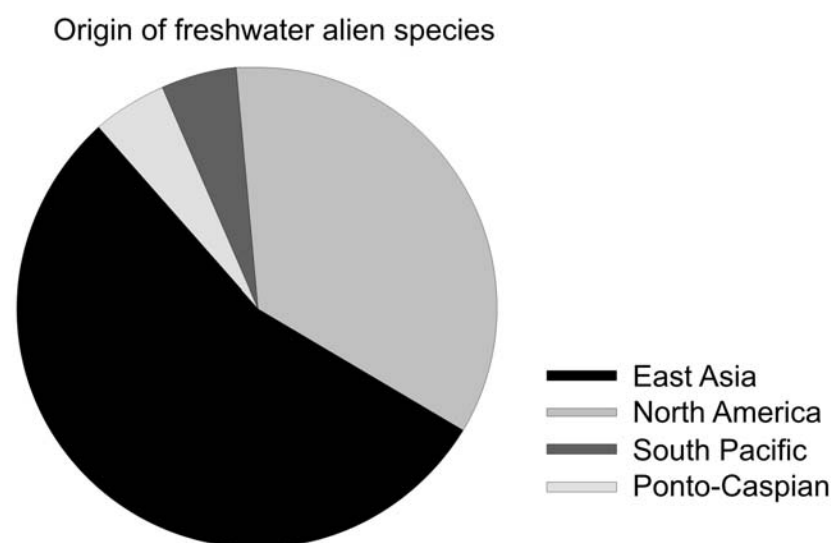 Origin of freshwater alien species
East Asia
North America
South Pacific
Ponto-Caspian